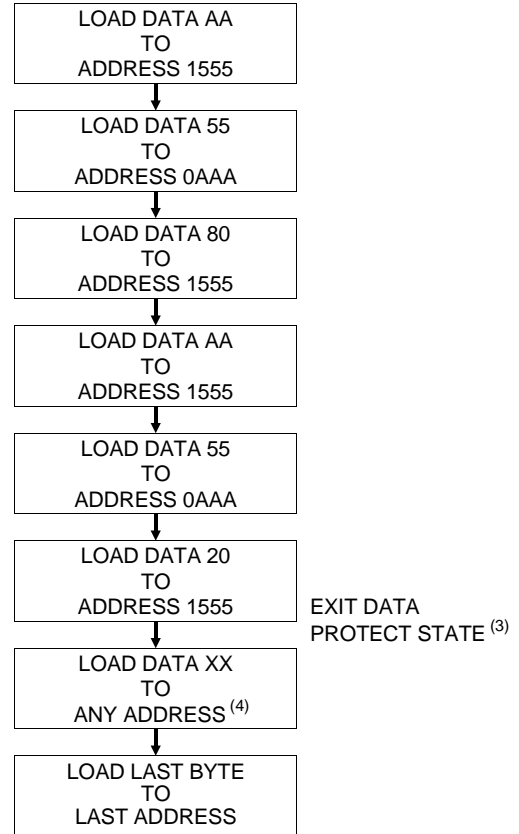 LOAD DATA AA
TO
ADDRESS 1555
LOAD DATA 55
TO
ADDRESS 0AAA
LOAD DATA 80
TO
ADDRESS 1555
LOAD DATA AA
TO
ADDRESS 1555
LOAD DATA 55
TO
ADDRESS 0AAA
LOAD DATA 20
TO
ADDRESS 1555
EXIT DATA
PROTECT STATE (3)
LOAD DATA XX
TO
ANY ADDRESS (4)
LOAD LAST BYTE
TO
LAST ADDRESS